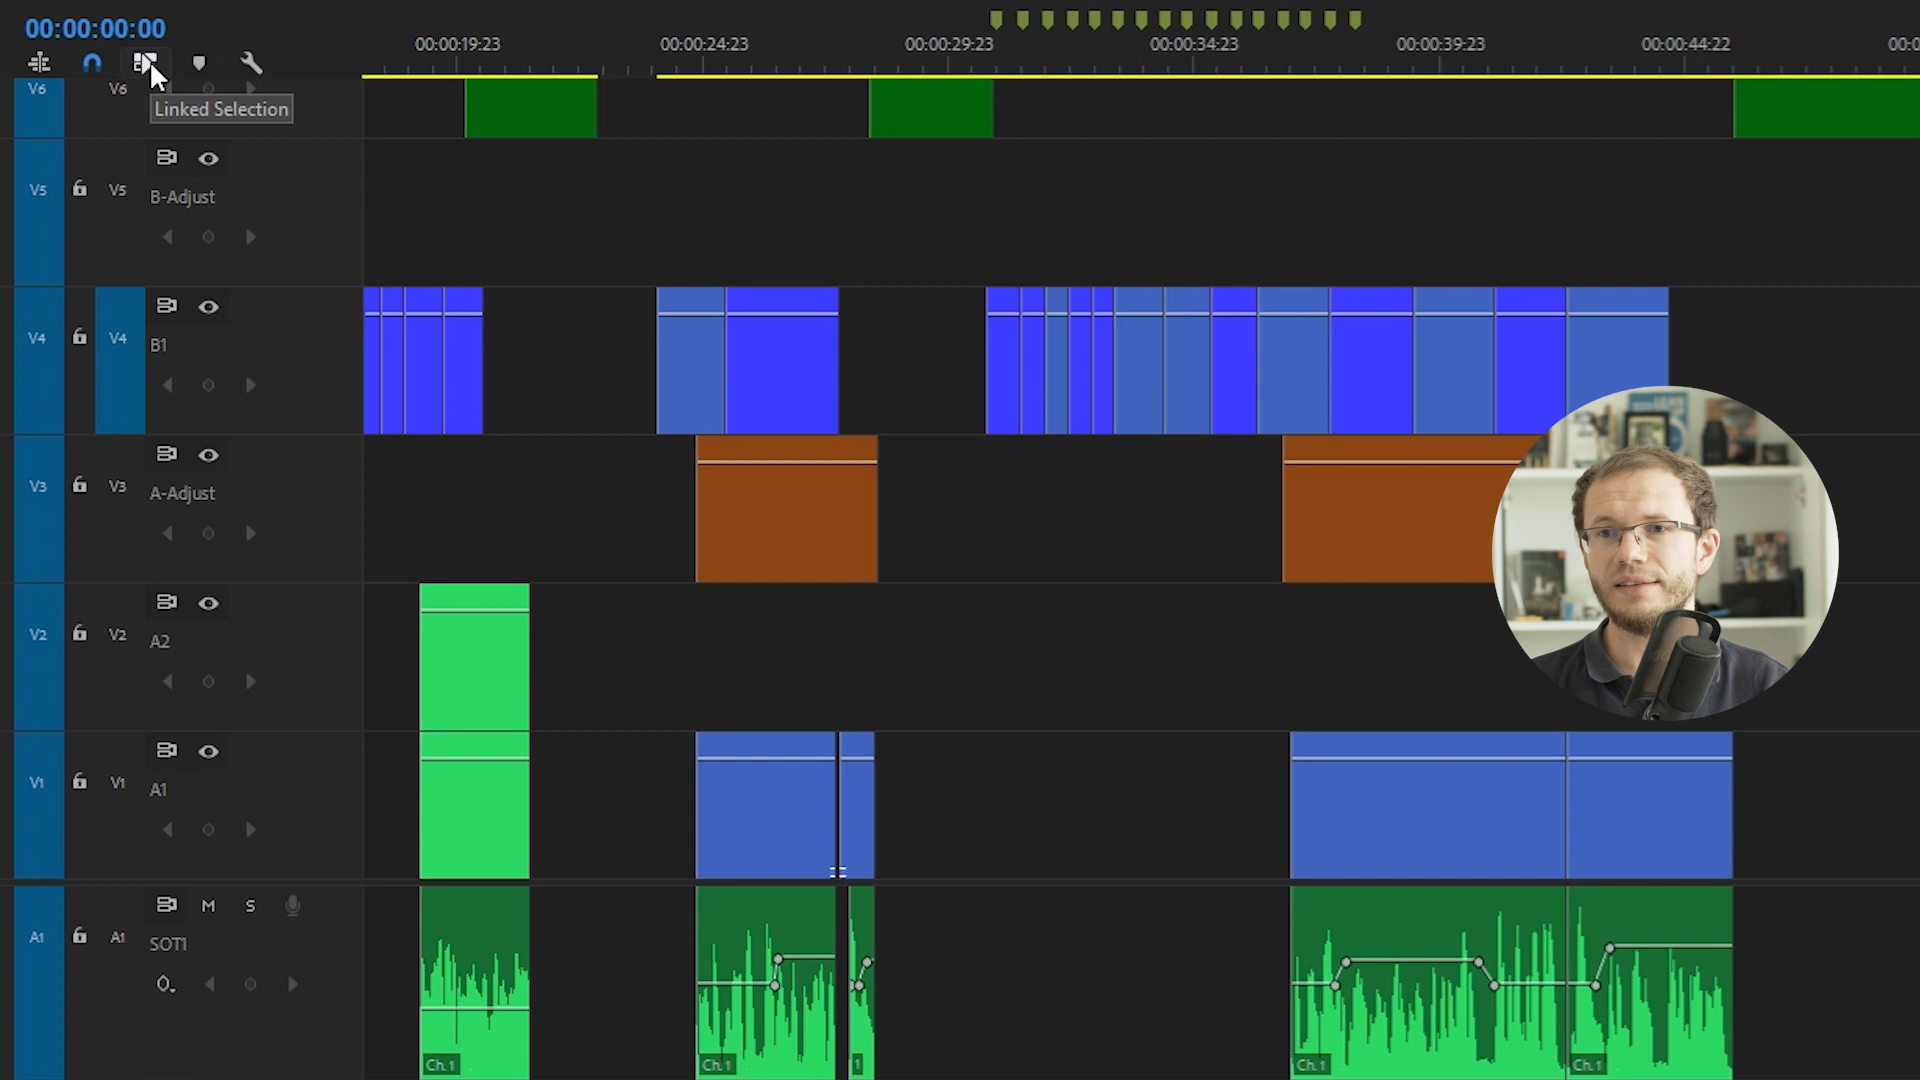 00:00:00:00
00:00:19:23
00:00:24:23
00:00:29:23
00:00:34:23
00:00:39:23
00:00:44:22
00:0
Linked Selection
V6
V6
V5
V5
B-Adjust
V4
V4
B1
V3
V3
A-Adjust
V2
V2
A2
V1
V1
A1
A1
A1
M
S
SOT1
Ch.1
Ch.1
1
Ch.1
Ch.1